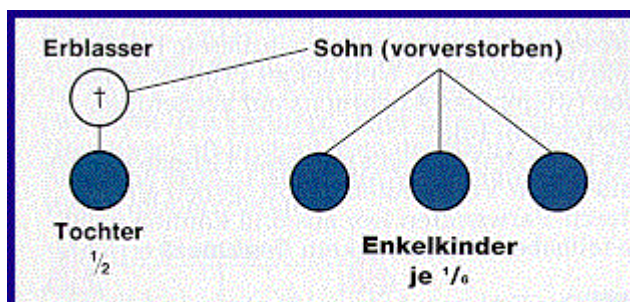 Erblasser
Sohn (vorverstorben)
†
Tochter
1/2
Enkelkinder
je 1/6